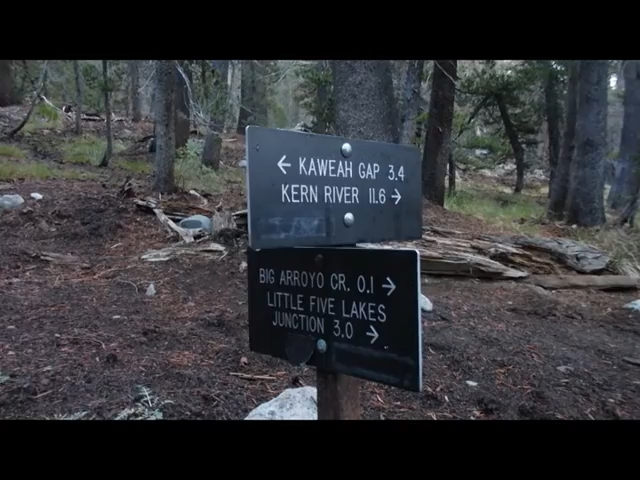 ← KAWEAH GAP 3.4
KERN RIVER 11.6 →
BIG ARROYO CR. 0.1 →
LITTLE FIVE LAKES
JUNCTION 3.0 →